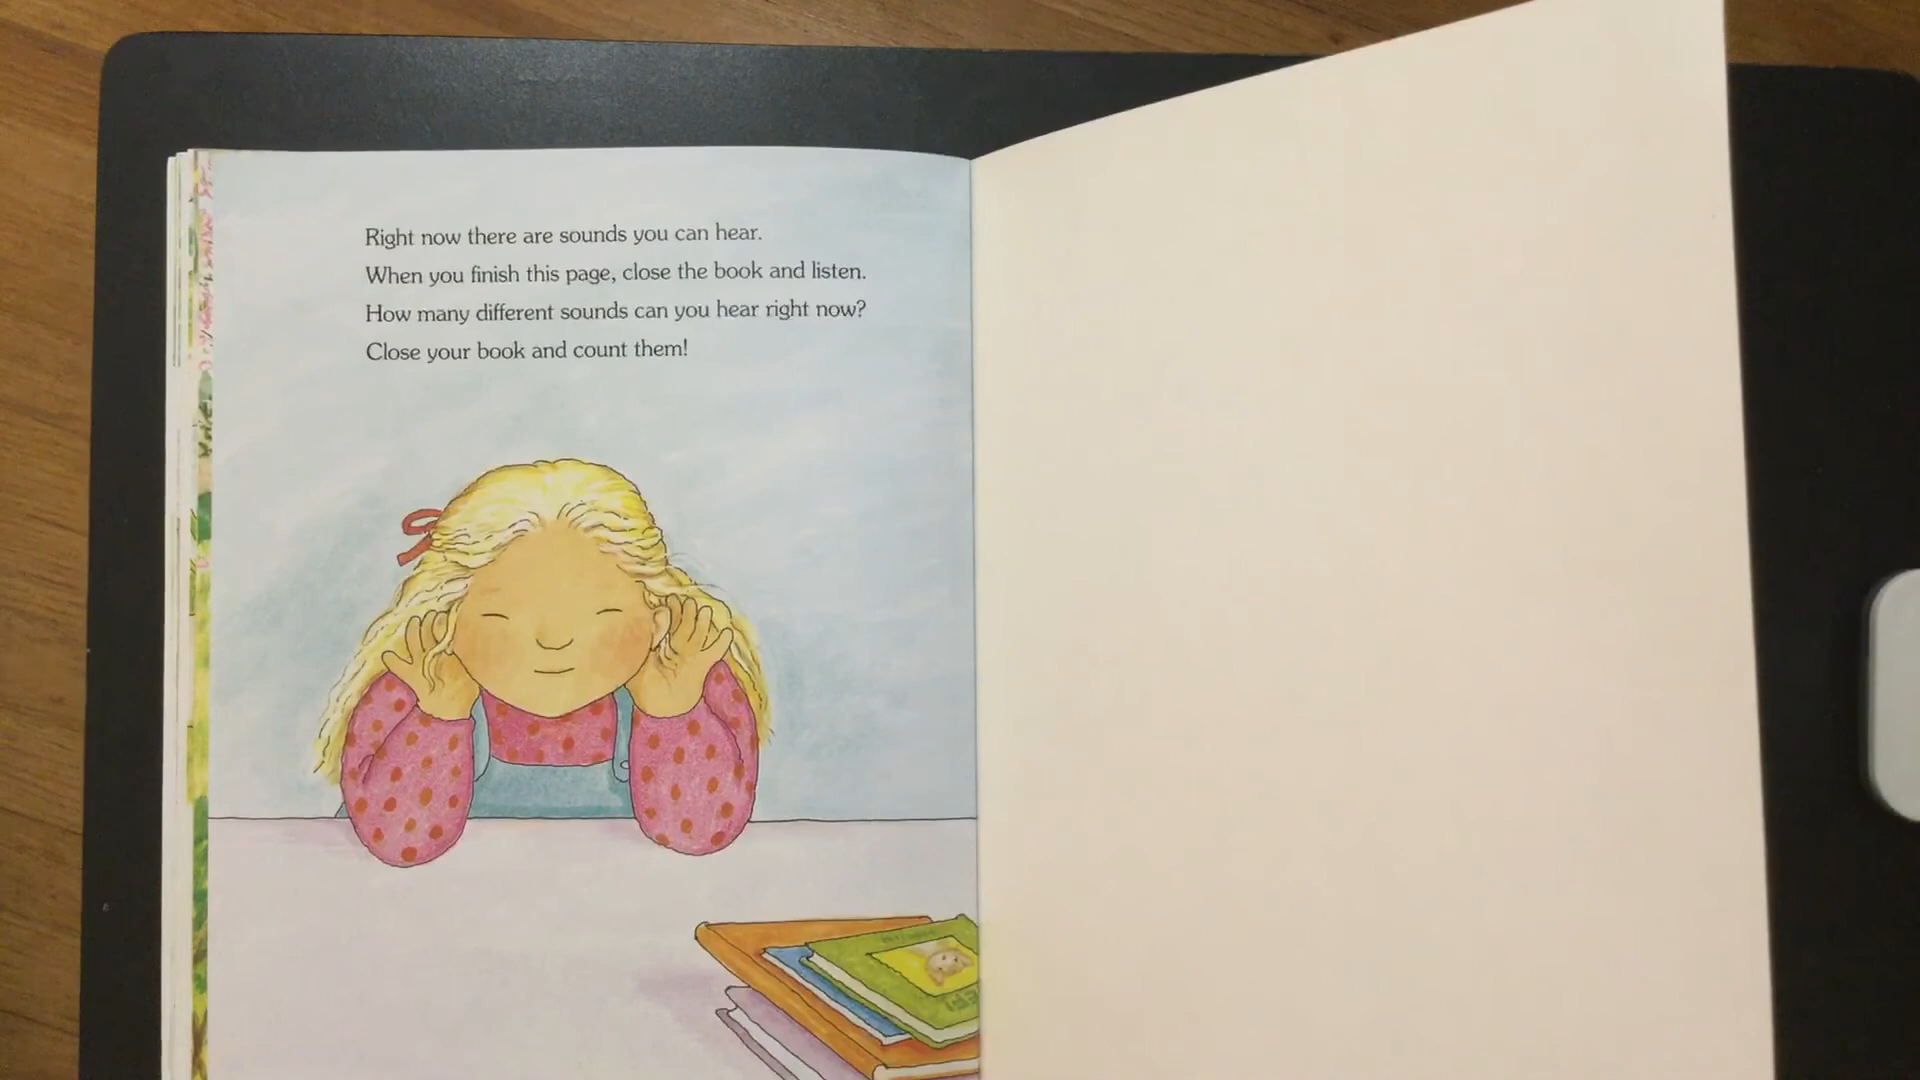 Right now there are sounds you can hear.
When you finish this page, close the book and listen.
How many different sounds can you hear right now?
Close your book and count them!